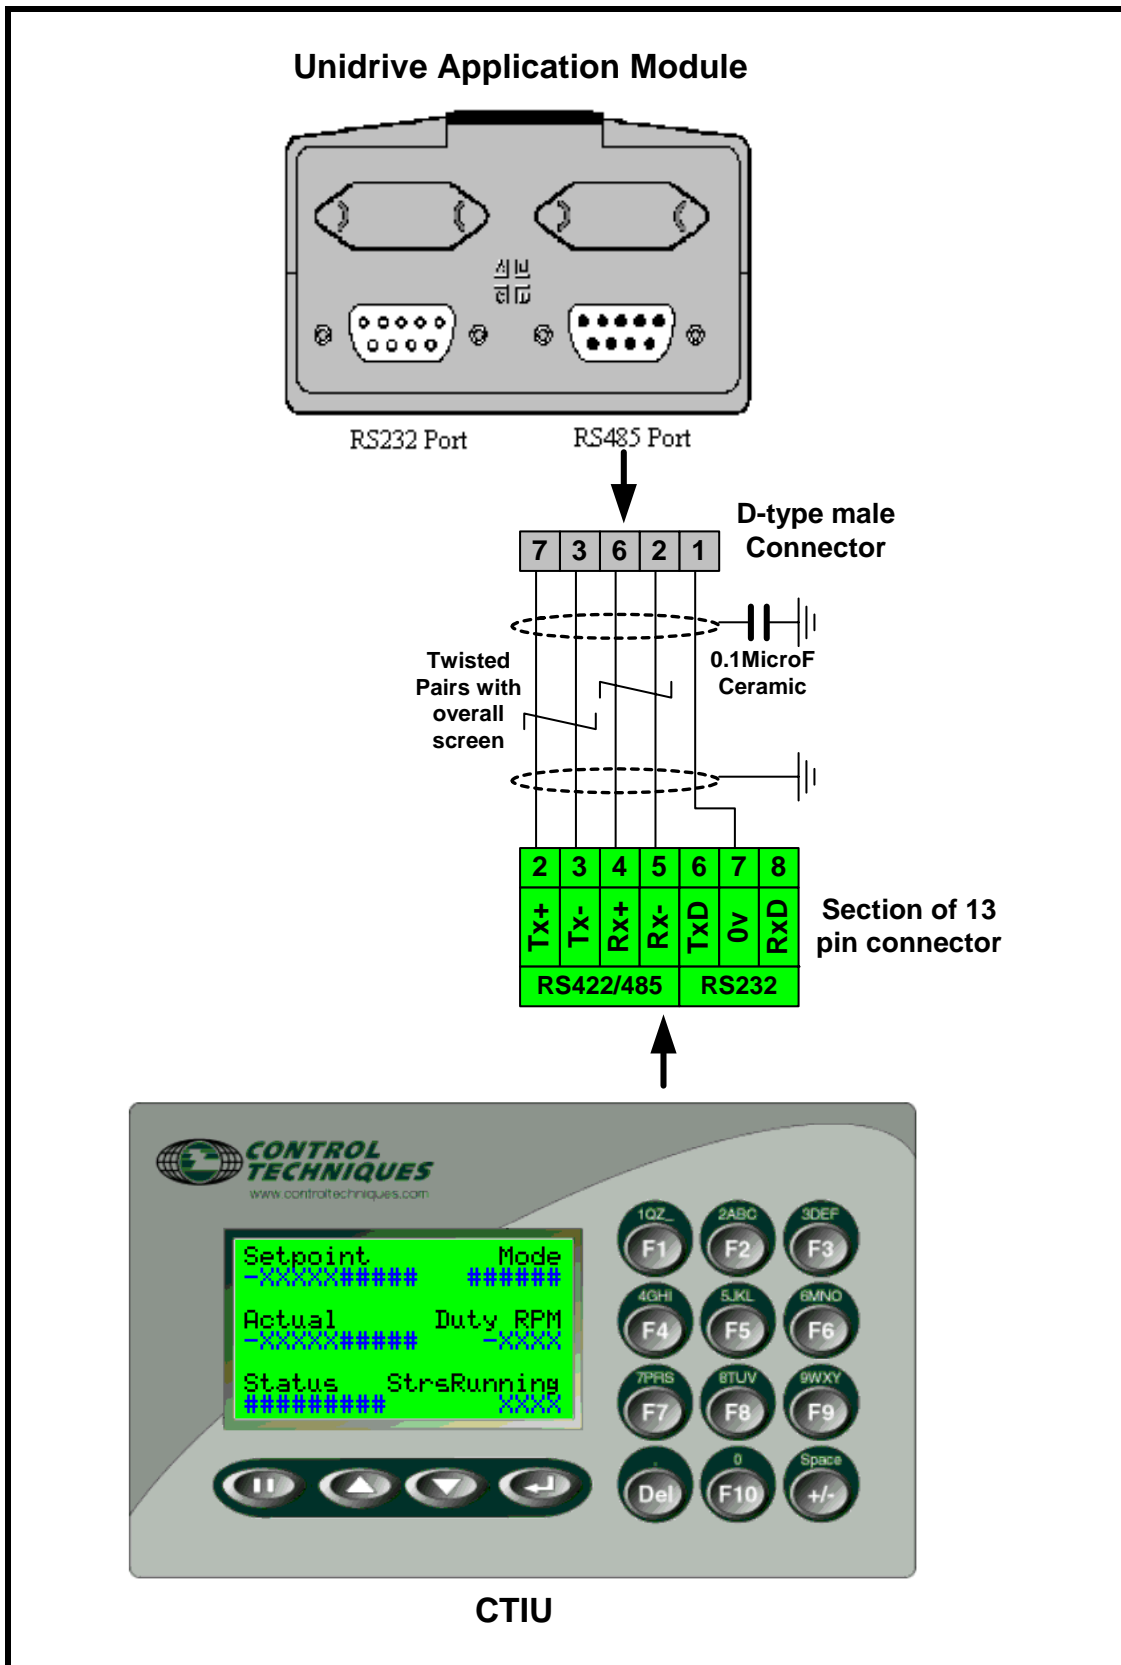 Unidrive Application Module
RS232 Port
RS485 Port
D-type male
Connector
7 3 6 2 1
0.1MicroF
Ceramic
Twisted
Pairs with
overall
screen
2 3 4 5 6 7 8
Tx+ Tx- Rx+ Rx- TxD 0v RxD
RS422/485 RS232
Section of 13
pin connector
CONTROL
TECHNIQUES
www.controltechniques.com
Setpoint Mode
-XXXXX##### ######
Actual Duty RPM
-XXXXX##### -XXXX
Status StrsRunning
######### XXXX
1QZ_ 2ABC 3DEF
F1 F2 F3
4GHI 5JKL 6MNO
F4 F5 F6
7PRS 8TUV 9WXY
F7 F8 F9
. 0 Space
Del F10 +/-
CTIU